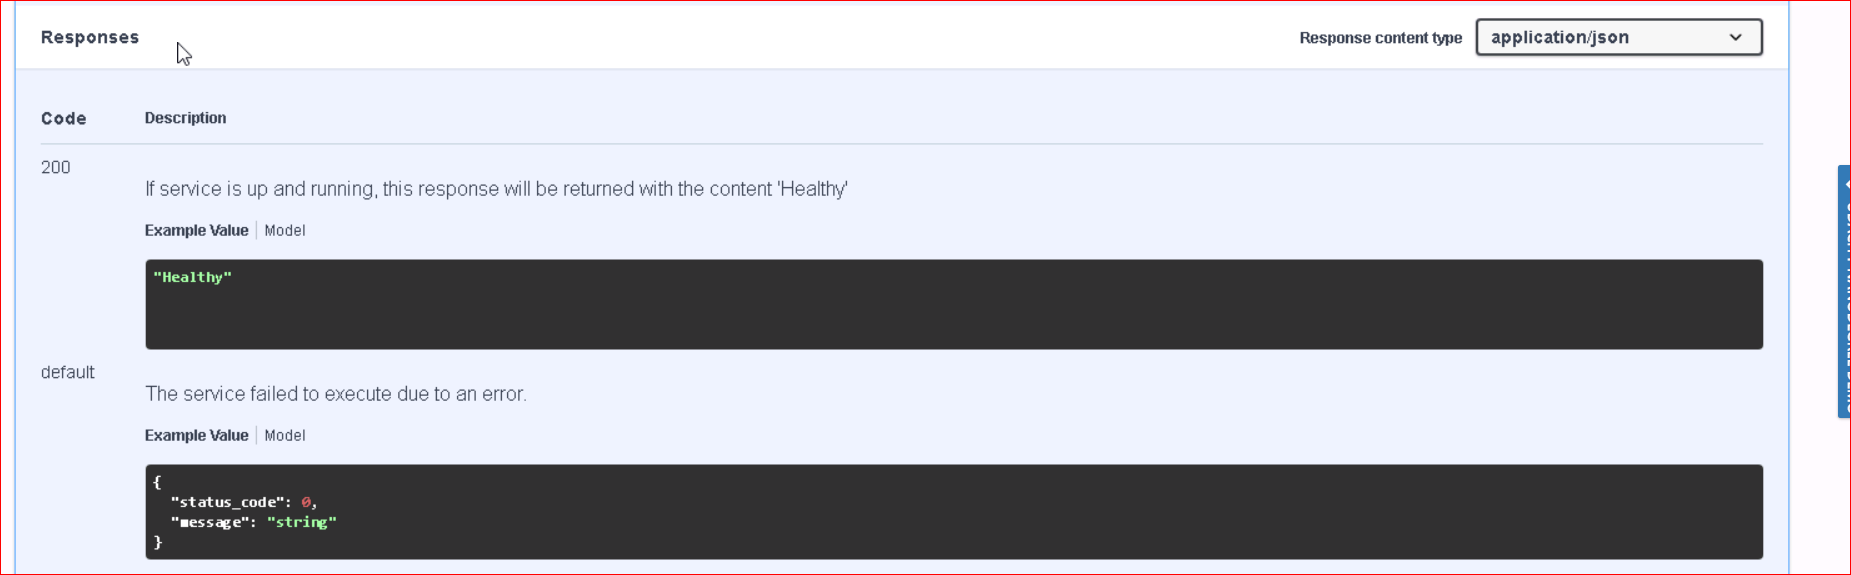 Responses
Response content type
application/json
Code
Description
200
If service is up and running, this response will be returned with the content 'Healthy'
Example Value
Model
"Healthy"
default
The service failed to execute due to an error.
Example Value
Model
{
"status_code": 0,
"message": "string"
}